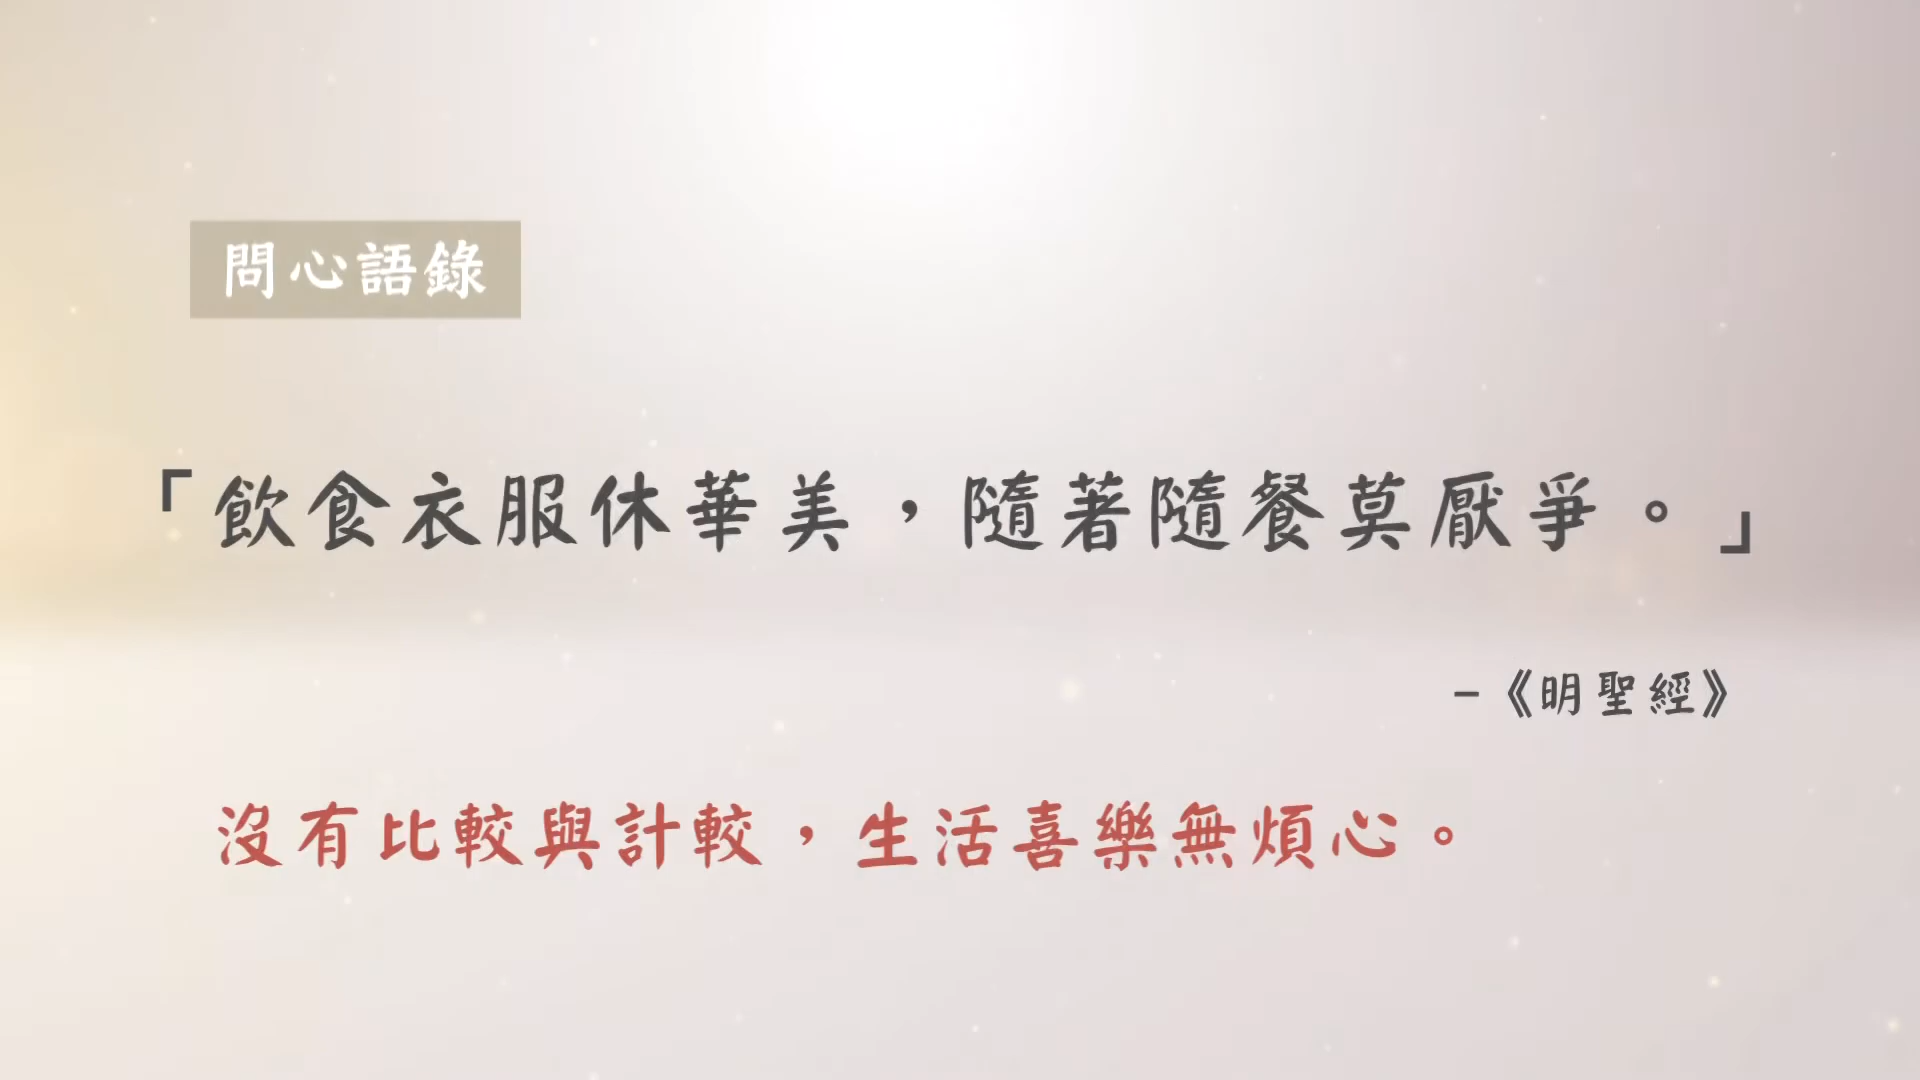 問心語錄
「飲食衣服休華美，隨著隨餐莫厭爭。」
-《明聖經》
沒有比較與計較，生活喜樂無煩心。